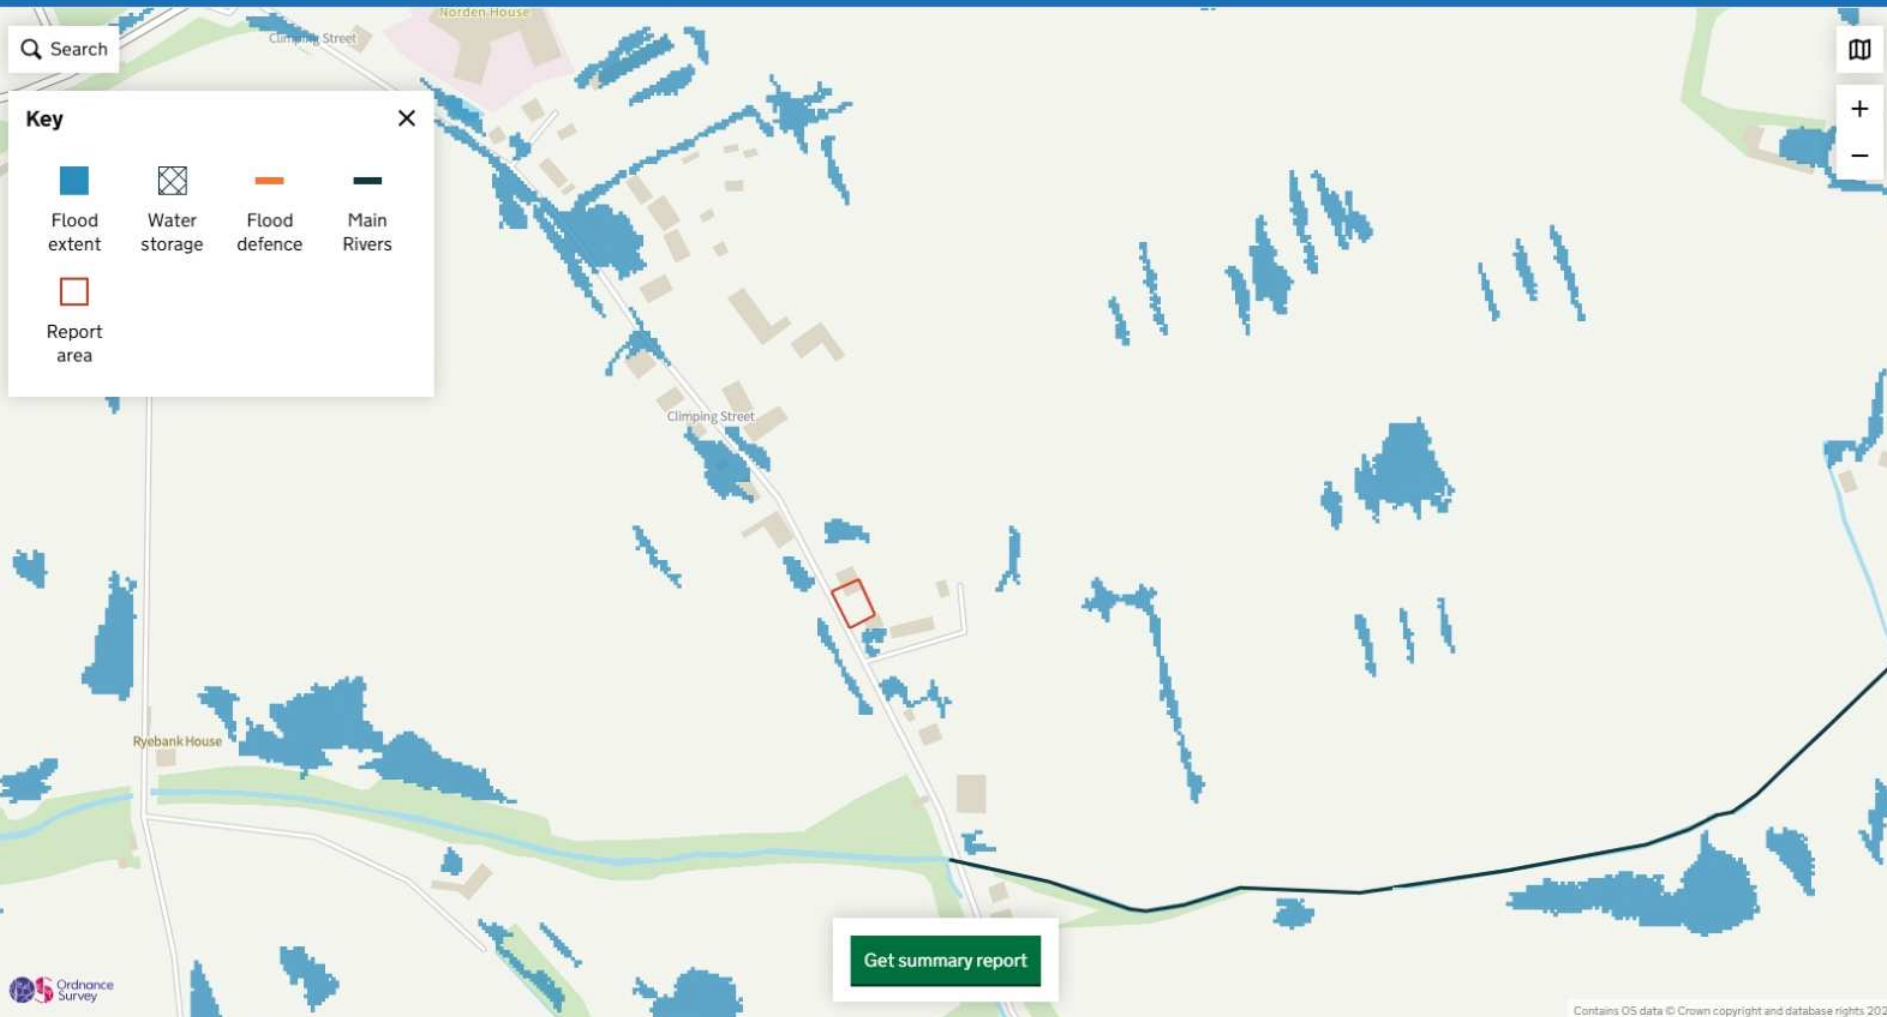 Norden House
Climping Street
Search
Key
Flood
extent
Water
storage
Flood
defence
Main
Rivers
Report
area
Climping Street
Ryebank House
Get summary report
Ordnance
Survey
Contains OS data © Crown copyright and database rights 202